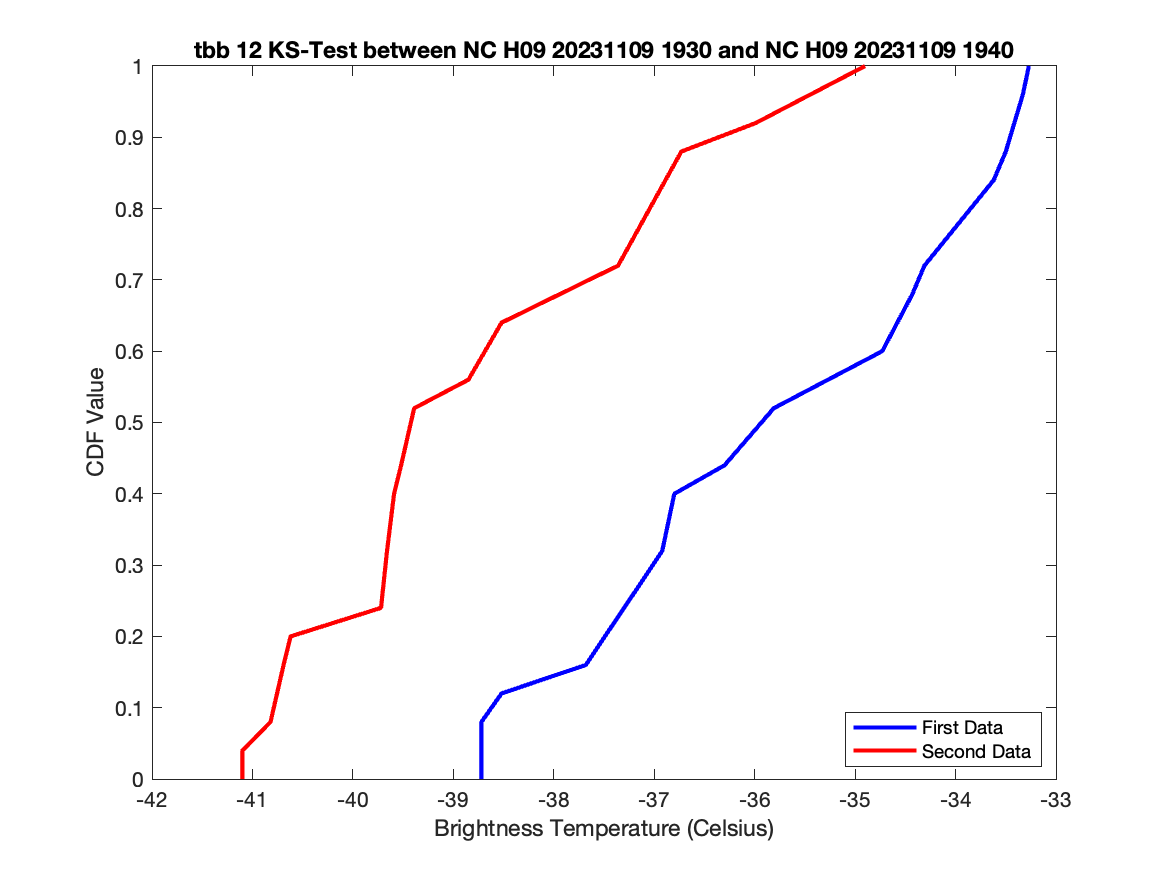 tbb 12 KS-Test between NC H09 20231109 1930 and NC H09 20231109 1940
1
0.9
0.8
0.7
0.6
0.5
0.4
0.3
0.2
0.1
0
CDF Value
First Data
Second Data
-42 -41 -40 -39 -38 -37 -36 -35 -34 -33
Brightness Temperature (Celsius)